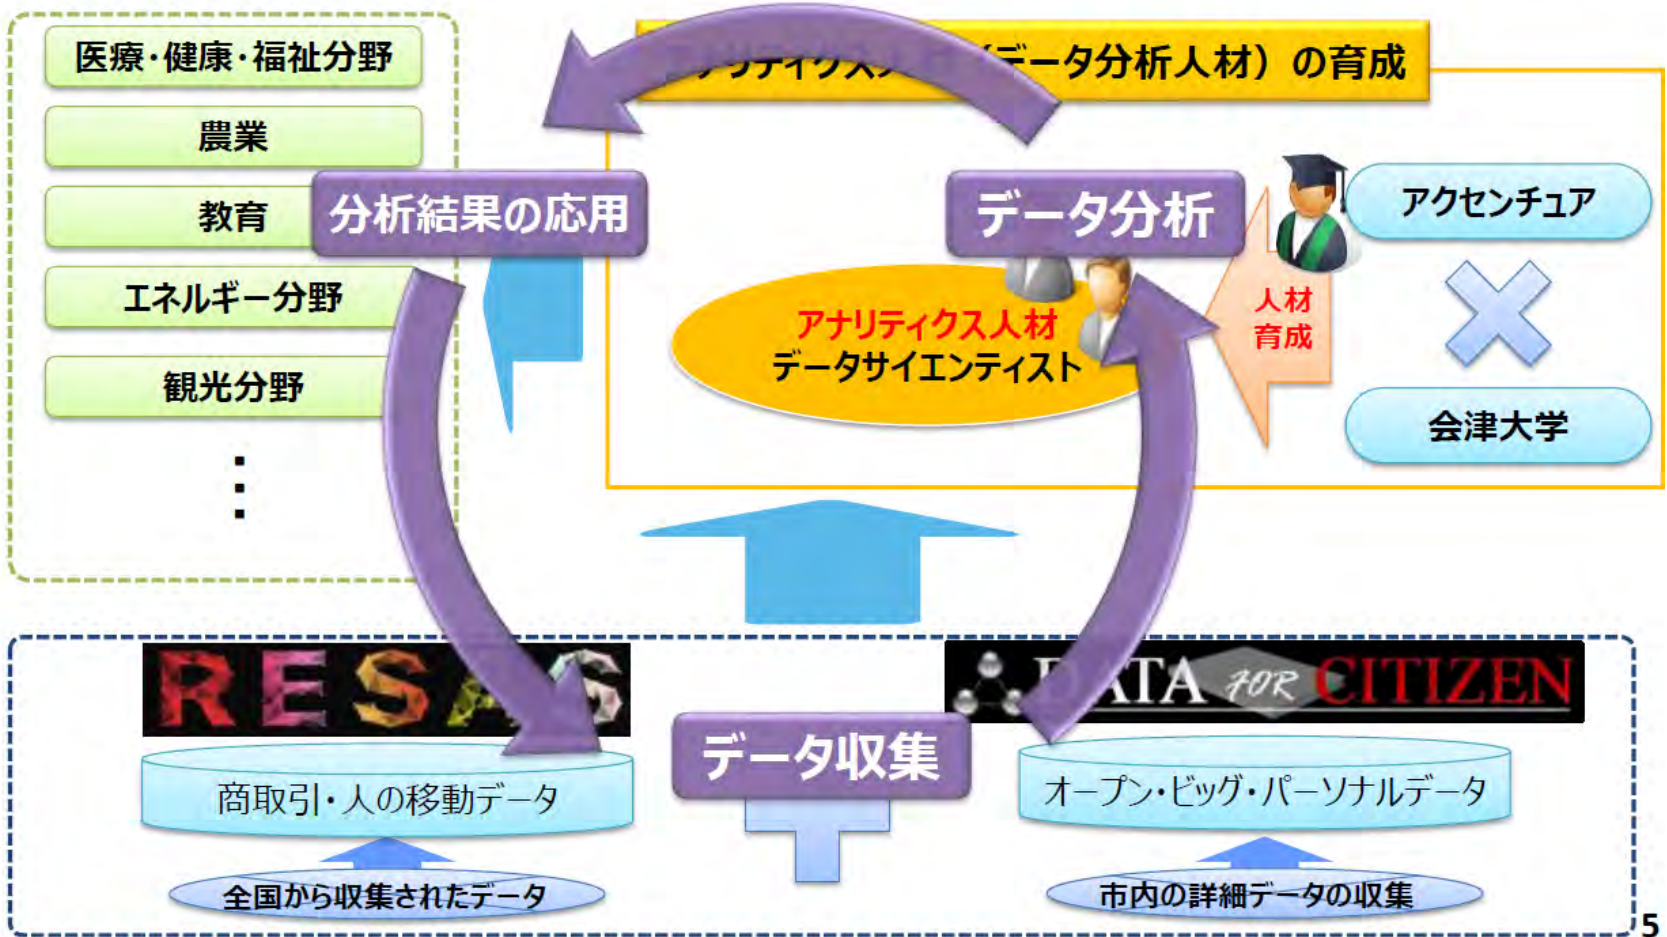 医療・健康・福祉分野
農業
教育
エネルギー分野
観光分野
分析結果の応用
ナリティクス（データ分析人材）の育成
データ分析
アナリティクス人材
データサイエンティスト
人材
育成
アクセンチュア
会津大学
RESAS
DATA FOR CITIZEN
データ収集
商取引・人の移動データ
オープン・ビッグ・パーソナルデータ
全国から収集されたデータ
市内の詳細データの収集
5